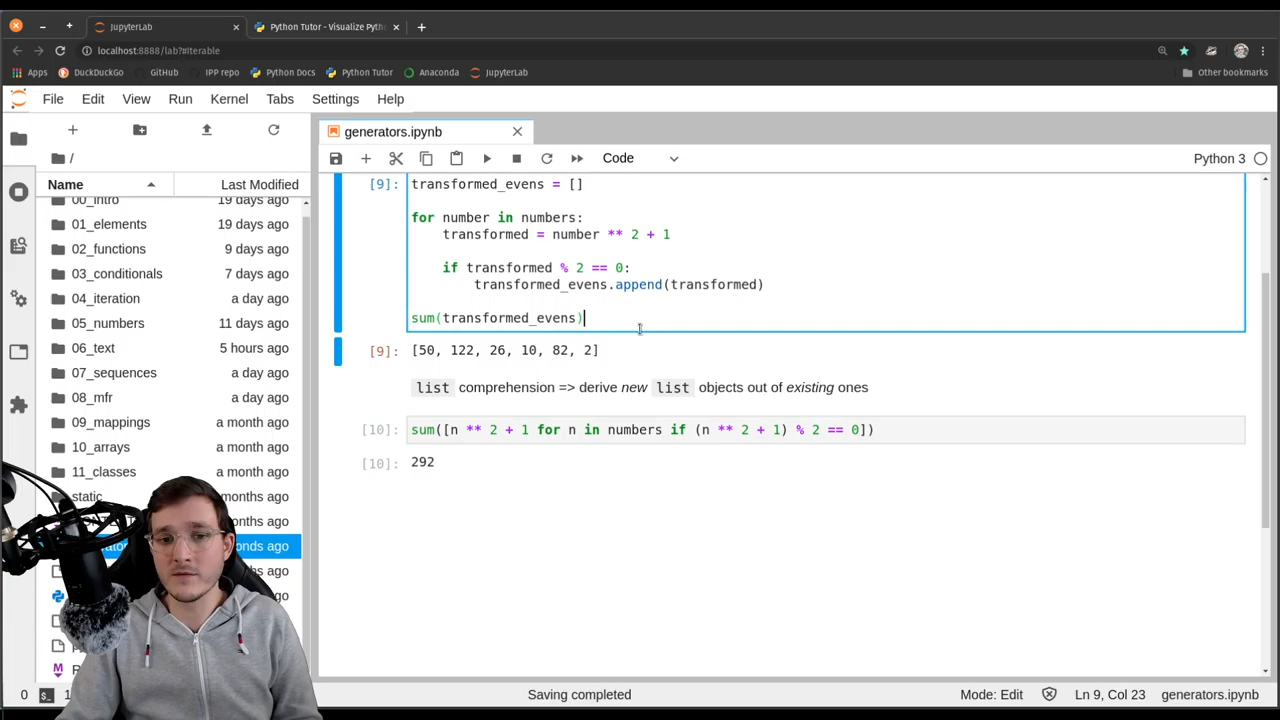 JupyterLab
Python Tutor - Visualize Pyth
localhost:8888/lab?#Iterable
Apps
DuckDuckGo
GitHub
IPP repo
Python Docs
Python Tutor
Anaconda
JupyterLab
Other bookmarks
File Edit View Run Kernel Tabs Settings Help
generators.ipynb
/
Code
Python 3
Name
Last Modified
00_intro 19 days ago
01_elements 19 days ago
02_functions 9 days ago
03_conditionals 7 days ago
04_iteration a day ago
05_numbers 11 days ago
06_text 5 hours ago
07_sequences a day ago
08_mfr a day ago
09_mappings a month ago
10_arrays a month ago
11_classes a month ago
static months ago
onths ago
onds ago
hs ago
s ago
M
[9]:
transformed_evens = []
for number in numbers:
transformed = number ** 2 + 1
if transformed % 2 == 0:
transformed_evens.append(transformed)
sum(transformed_evens)
[9]: [50, 122, 26, 10, 82, 2]
list comprehension => derive new list objects out of existing ones
[10]: sum([n ** 2 + 1 for n in numbers if (n ** 2 + 1) % 2 == 0])
[10]: 292
0
$_
1
Saving completed
Mode: Edit
Ln 9, Col 23
generators.ipynb